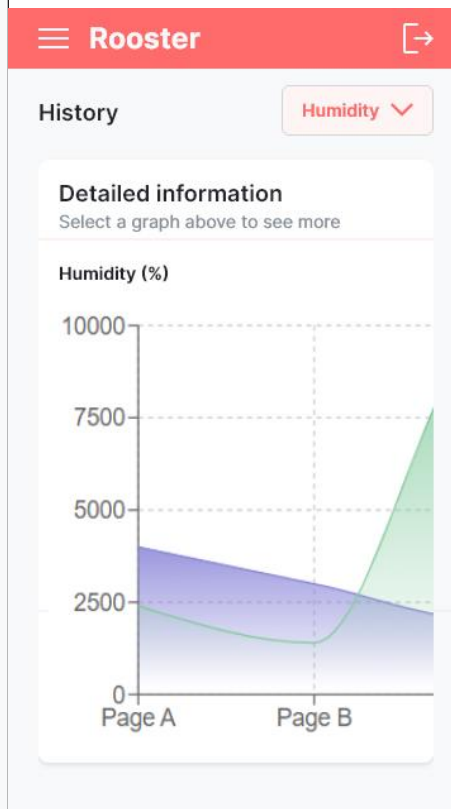 Rooster
History
Humidity
Detailed information
Select a graph above to see more
Humidity (%)
10000
7500
5000
2500
0
Page A Page B